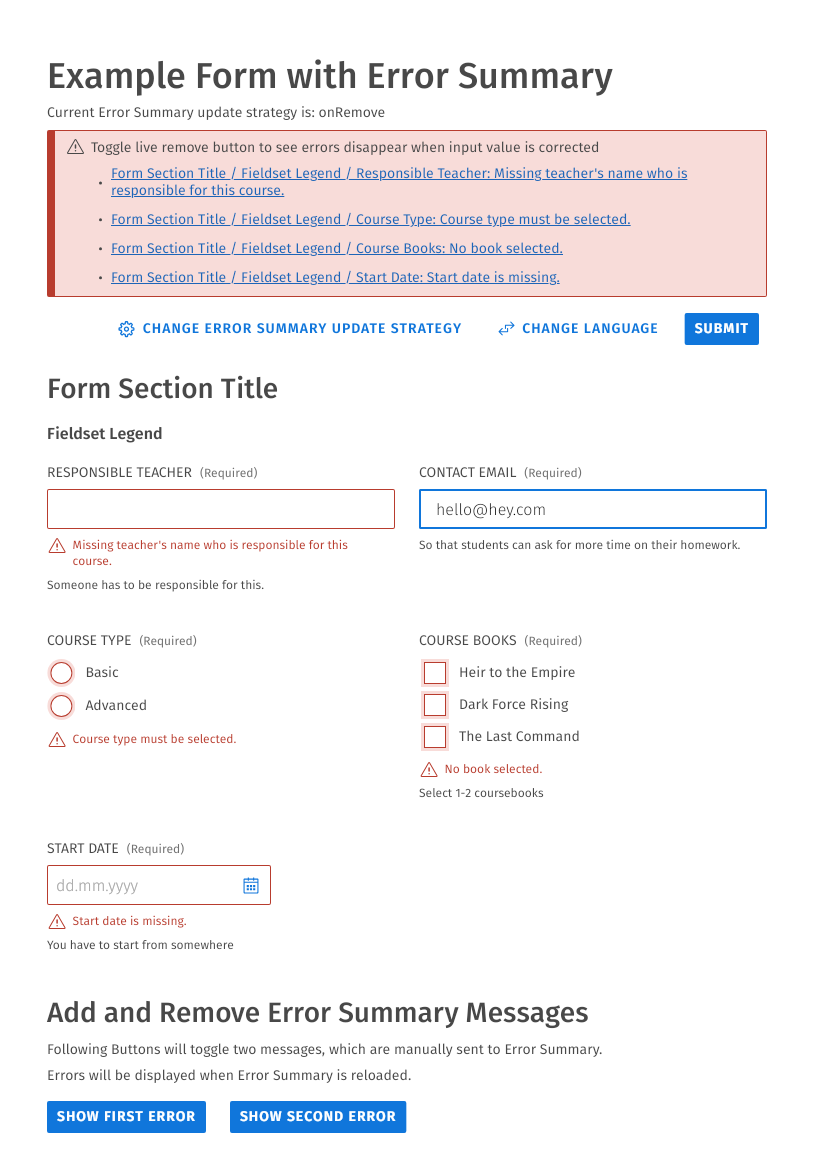 Example Form with Error Summary
Current Error Summary update strategy is: onRemove
Toggle live remove button to see errors disappear when input value is corrected
• Form Section Title / Fieldset Legend / Responsible Teacher: Missing teacher's name who is
responsible for this course.
• Form Section Title / Fieldset Legend / Course Type: Course type must be selected.
• Form Section Title / Fieldset Legend / Course Books: No book selected.
• Form Section Title / Fieldset Legend / Start Date: Start date is missing.
CHANGE ERROR SUMMARY UPDATE STRATEGY CHANGE LANGUAGE SUBMIT
Form Section Title
Fieldset Legend
RESPONSIBLE TEACHER (Required)
Missing teacher's name who is responsible for this
course.
Someone has to be responsible for this.
CONTACT EMAIL (Required)
hello@hey.com
So that students can ask for more time on their homework.
COURSE TYPE (Required)
Basic
Advanced
Course type must be selected.
COURSE BOOKS (Required)
Heir to the Empire
Dark Force Rising
The Last Command
No book selected.
Select 1-2 coursebooks
START DATE (Required)
dd.mm.yyyy
Start date is missing.
You have to start from somewhere
Add and Remove Error Summary Messages
Following Buttons will toggle two messages, which are manually sent to Error Summary.
Errors will be displayed when Error Summary is reloaded.
SHOW FIRST ERROR SHOW SECOND ERROR